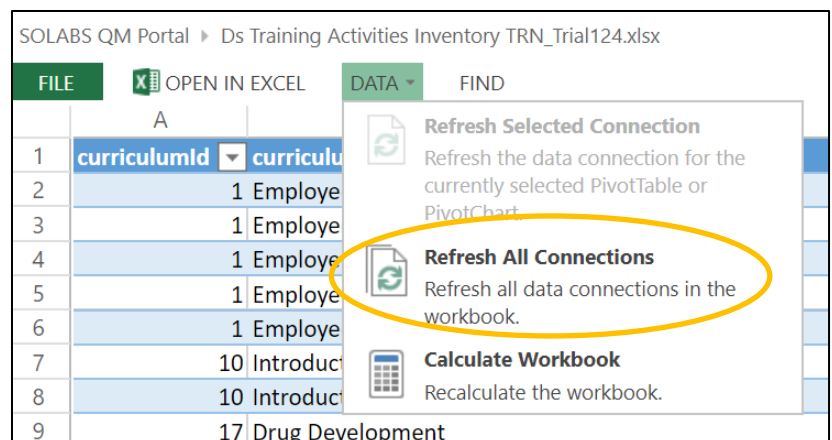 SOLABS QM Portal ▸ Ds Training Activities Inventory TRN_Trial124.xlsx
FILE OPEN IN EXCEL DATA FIND
A
1 curriculumId curriculu
Refresh Selected Connection
Refresh the data connection for the
currently selected PivotTable or
PivotChart.
2 1 Employe
3 1 Employe
4 1 Employe
5 1 Employe
6 1 Employe
Refresh All Connections
Refresh all data connections in the
workbook.
7 10 Introduct
8 10 Introduct
Calculate Workbook
Recalculate the workbook.
9 17 Drug Development